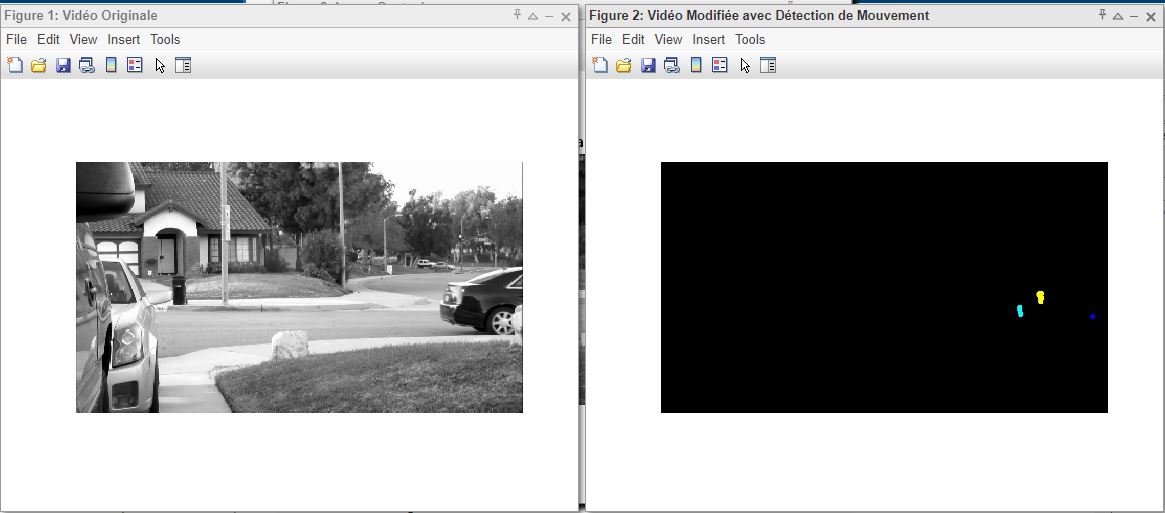 Figure 1: Vidéo Originale
File Edit View Insert Tools
Figure 2: Vidéo Modifiée avec Détection de Mouvement
File Edit View Insert Tools